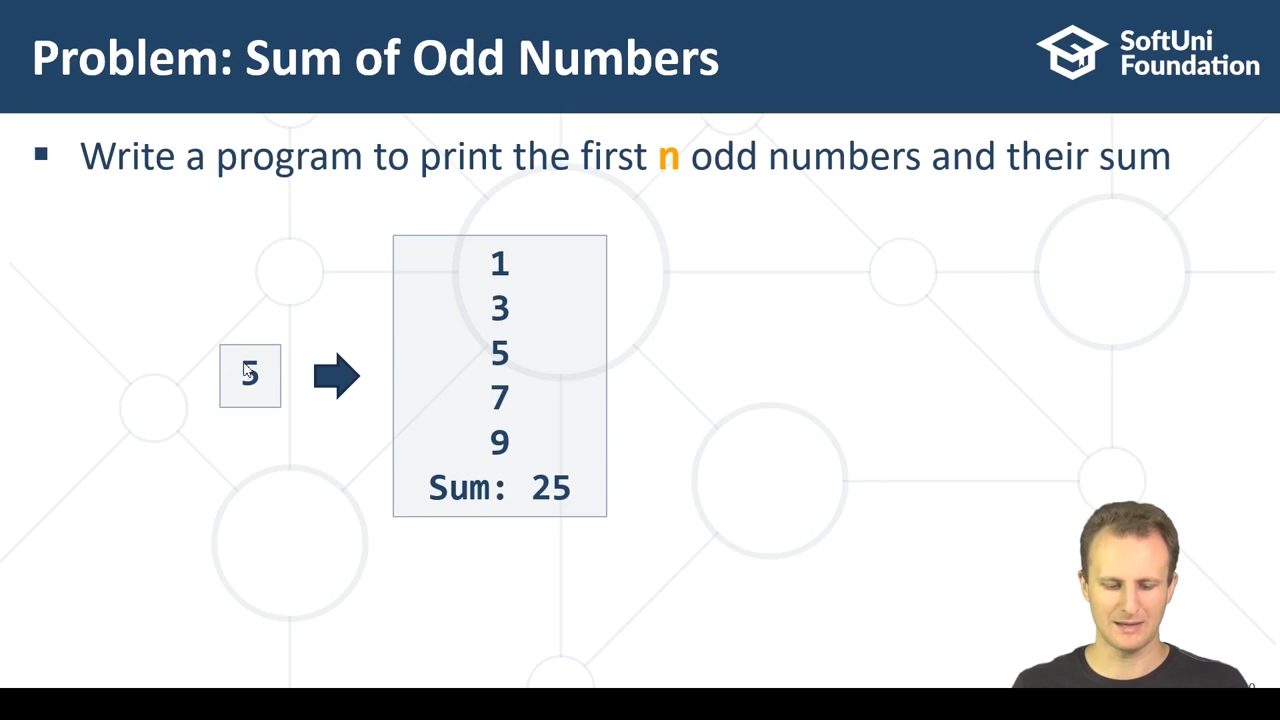 Problem: Sum of Odd Numbers
SoftUni
Foundation
Write a program to print the first n odd numbers and their sum
5
1
3
5
7
9
Sum: 25